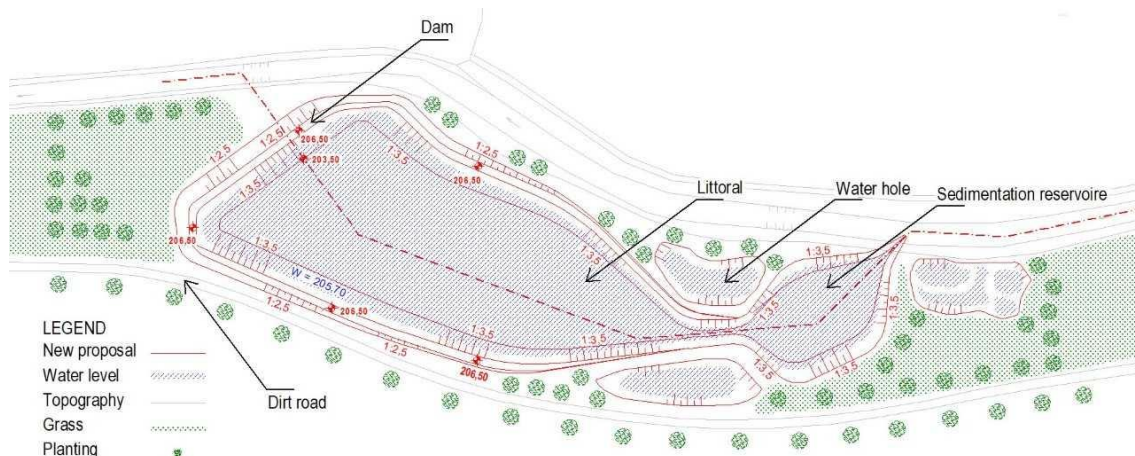 Dam
1:2,5
206,50
203,50
1:2,5
1:3,5
1:3,5
1:2,5
206,50
Littoral
Water hole
Sedimentation reservoire
1:3,5
1:3,5
1:3,5
1:3,5
206,50
1:3,5
W = 205,70
1:2,5
206,50
1:3,5
1:3,5
1:3,5
1:3,5
1:2,5
206,50
Dirt road
LEGEND
New proposal
Water level
Topography
Grass
Planting